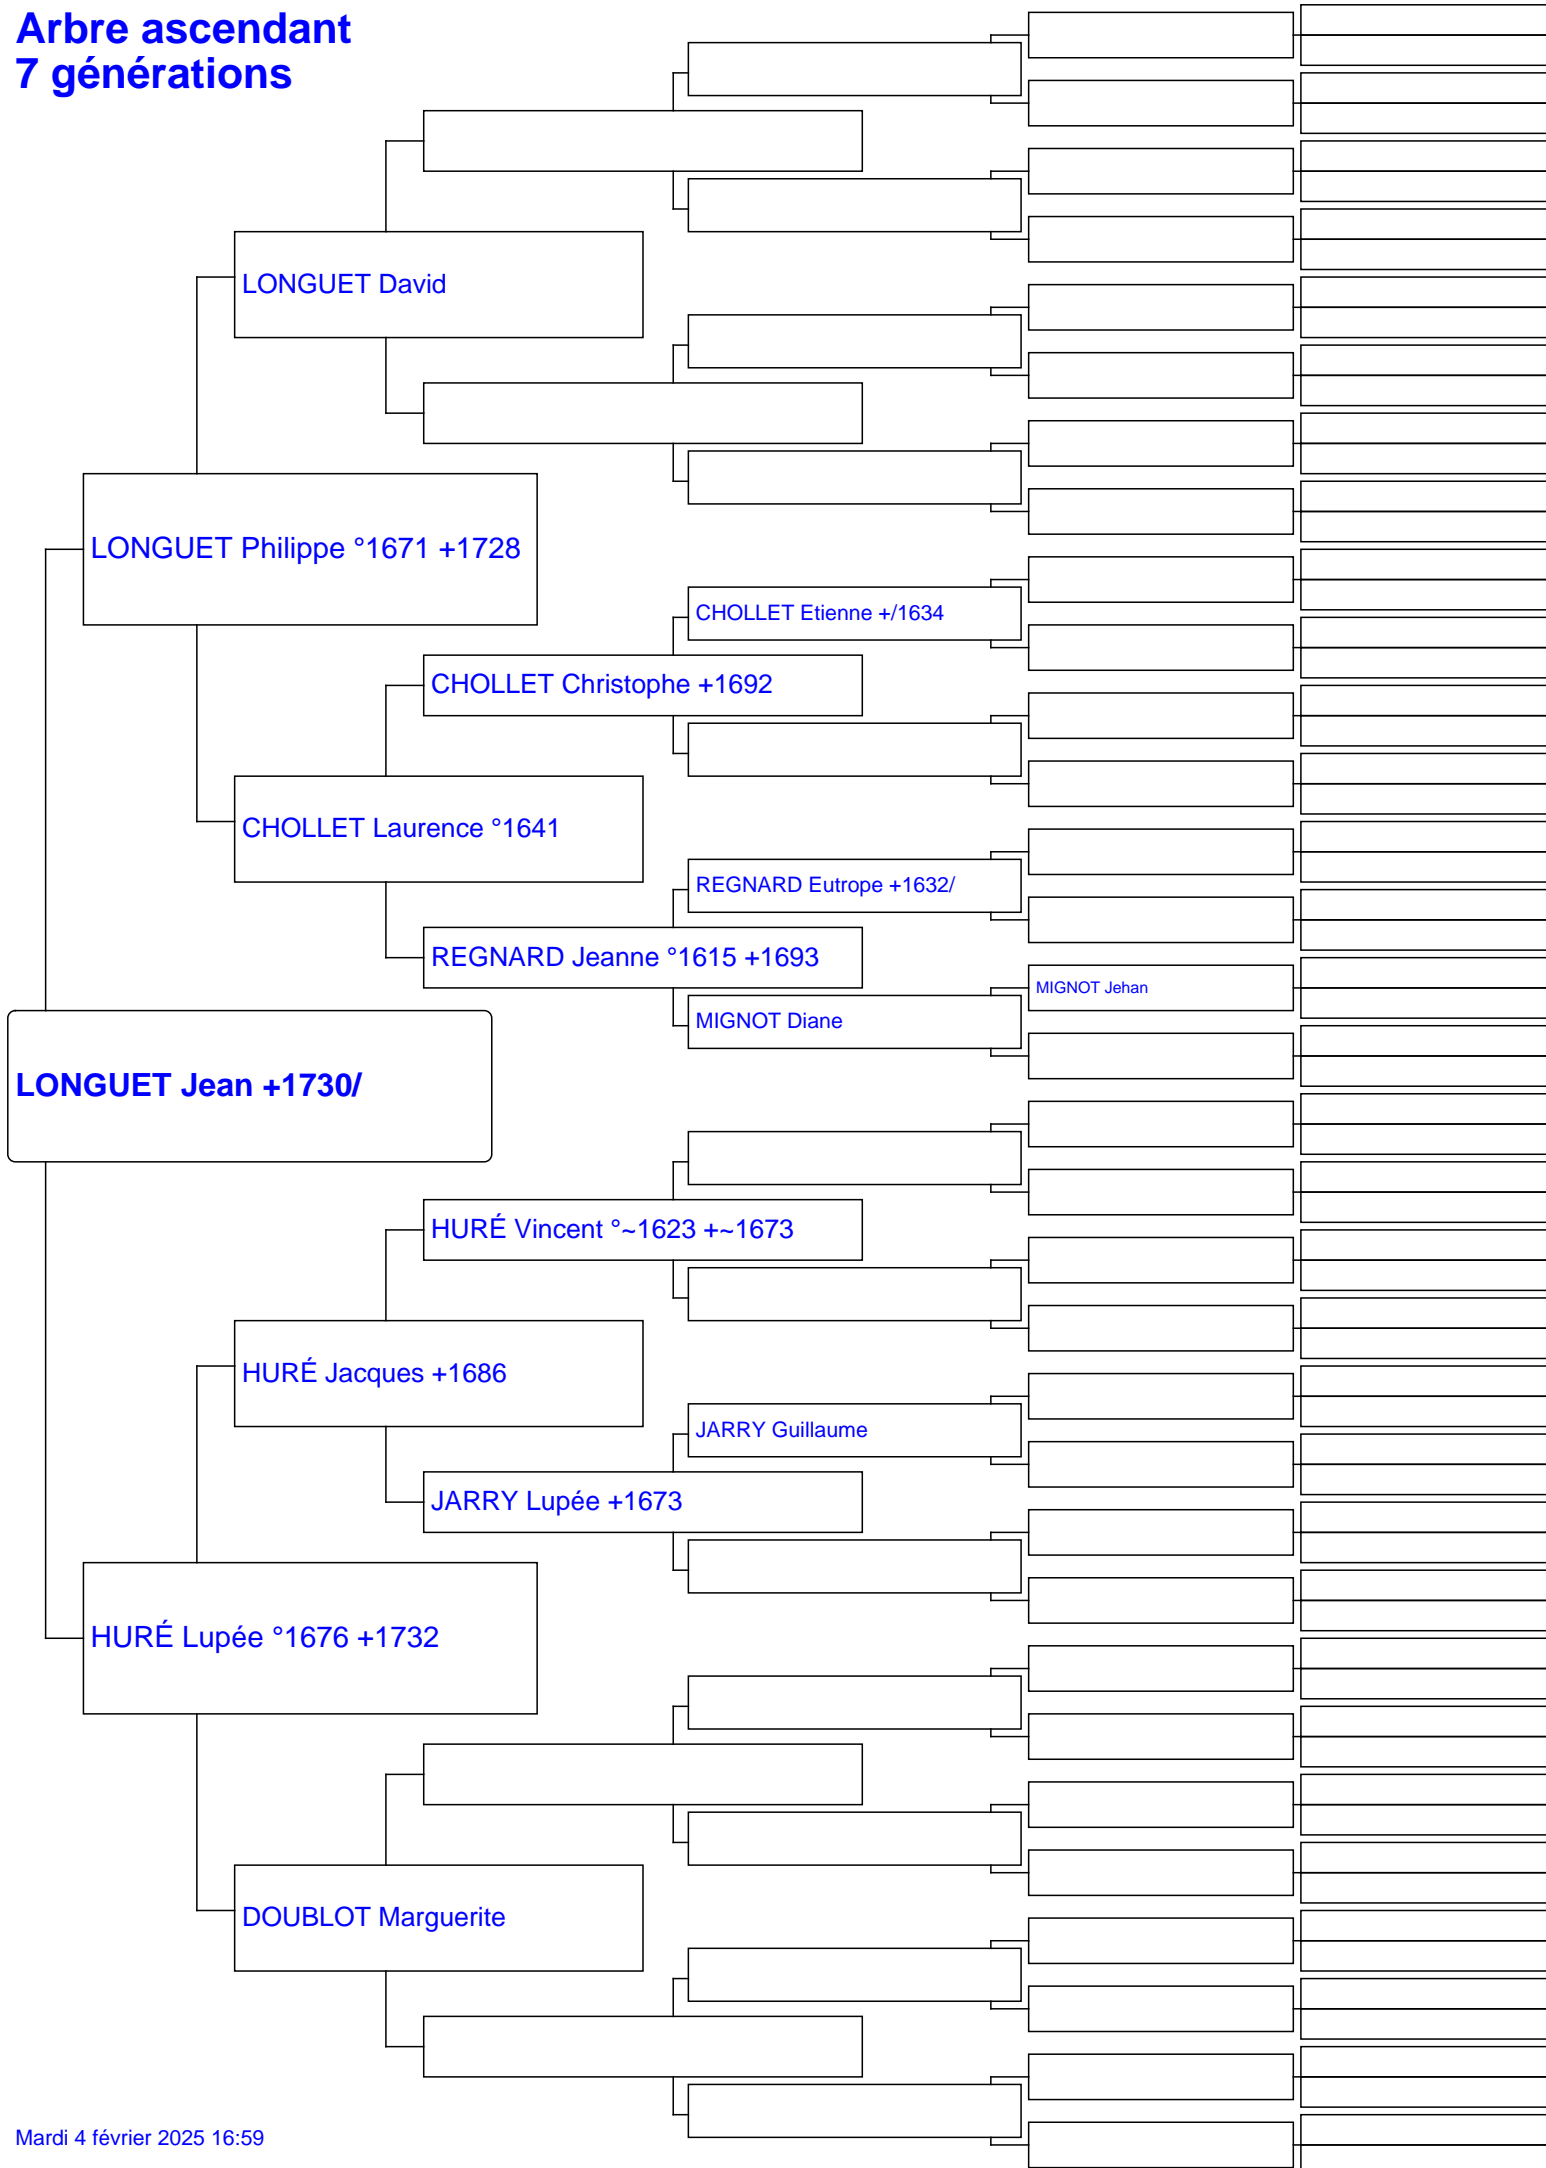 Arbre ascendant
7 générations
LONGUET David
LONGUET Philippe °1671 +1728
CHOLLET Etienne +/1634
CHOLLET Christophe +1692
CHOLLET Laurence °1641
REGNARD Eutrope +1632/
REGNARD Jeanne °1615 +1693
MIGNOT Jehan
MIGNOT Diane
LONGUET Jean +1730/
HURÉ Vincent °~1623 +~1673
HURÉ Jacques +1686
JARRY Guillaume
JARRY Lupée +1673
HURÉ Lupée °1676 +1732
DOUBLOT Marguerite
Mardi 4 février 2025 16:59